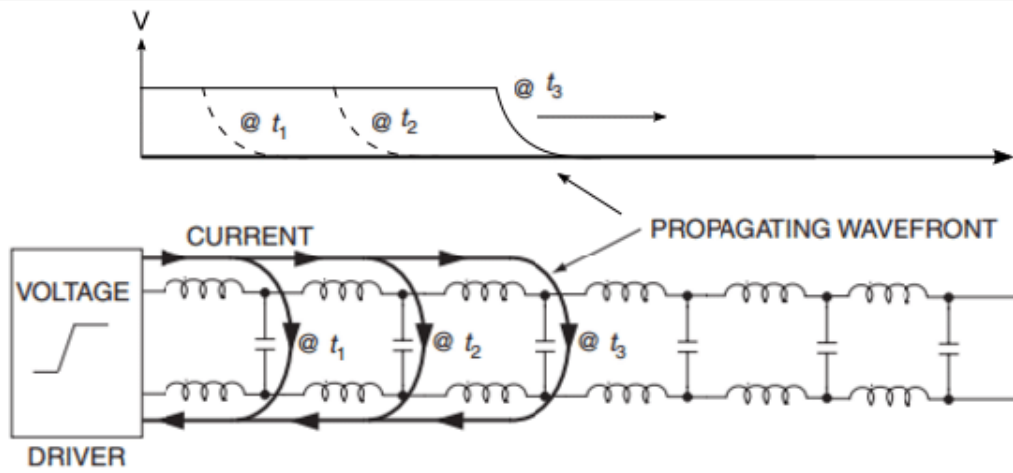 V
@ t3
@ t1
@ t2
CURRENT
PROPAGATING WAVEFRONT
VOLTAGE
@ t1
@ t2
@ t3
DRIVER